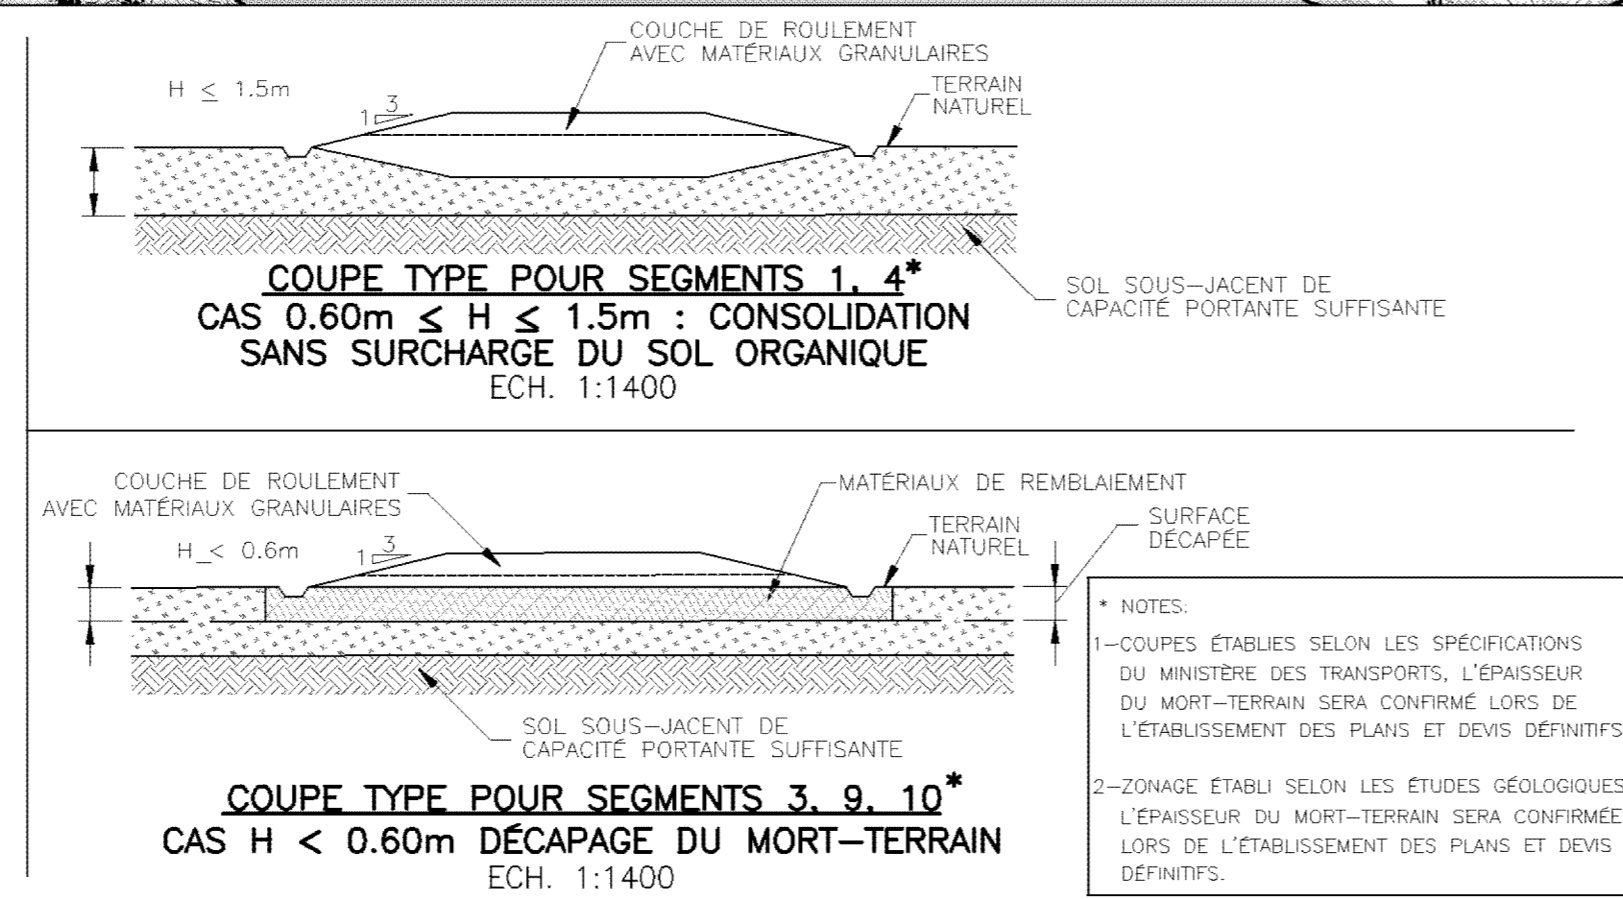 COUCHE DE ROULEMENT
AVEC MATÉRIAUX GRANULAIRES
H ≤ 1.5m
1 3
TERRAIN
NATUREL
SOL SOUS-JACENT DE
CAPACITÉ PORTANTE SUFFISANTE
COUPE TYPE POUR SEGMENTS 1, 4*
CAS 0.60m ≤ H ≤ 1.5m : CONSOLIDATION
SANS SURCHARGE DU SOL ORGANIQUE
ECH. 1:1400
COUCHE DE ROULEMENT
AVEC MATÉRIAUX GRANULAIRES
MATÉRIAUX DE REMBLAIEMENT
H < 0.6m
1 3
TERRAIN
NATUREL
SURFACE
DÉCAPÉE
SOL SOUS-JACENT DE
CAPACITÉ PORTANTE SUFFISANTE
COUPE TYPE POUR SEGMENTS 3, 9, 10*
CAS H < 0.60m DÉCAPAGE DU MORT-TERRAIN
ECH. 1:1400
* NOTES:
1-COUPES ÉTABLIES SELON LES SPÉCIFICATIONS
DU MINISTÈRE DES TRANSPORTS, L'ÉPAISSEUR
DU MORT-TERRAIN SERA CONFIRMÉ LORS DE
L'ÉTABLISSEMENT DES PLANS ET DEVIS DÉFINITIFS
2-ZONAGE ÉTABLI SELON LES ÉTUDES GÉOLOGIQUES
L'ÉPAISSEUR DU MORT-TERRAIN SERA CONFIRMÉE
LORS DE L'ÉTABLISSEMENT DES PLANS ET DEVIS
DÉFINITIFS.